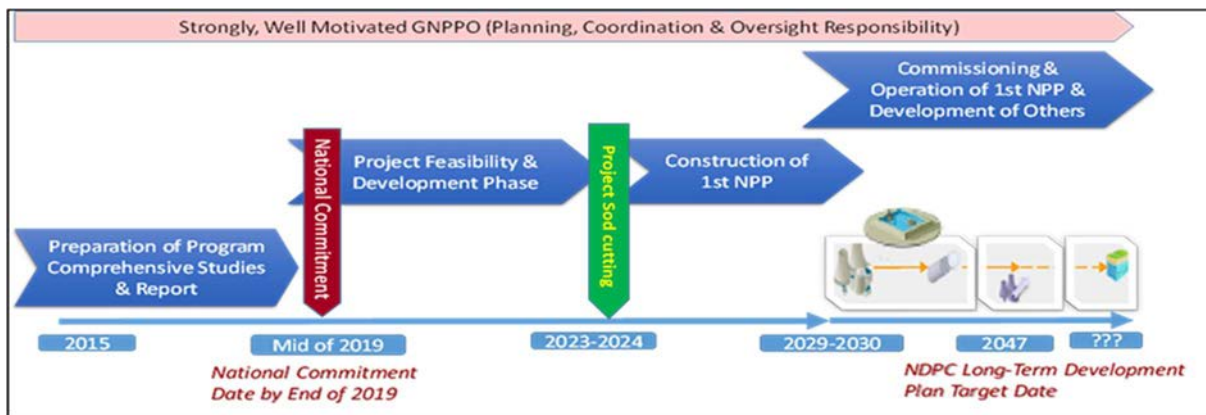 Strongly, Well Motivated GNPPO (Planning, Coordination & Oversight Responsibility)
Commissioning &
Operation of 1st NPP &
Development of Others
National Commitment
Project Feasibility &
Development Phase
Project Sod cutting
Construction of
1st NPP
Preparation of Program
Comprehensive Studies
& Report
2015
Mid of 2019
2023-2024
2029-2030
2047
???
National Commitment
Date by End of 2019
NDPC Long-Term Development
Plan Target Date